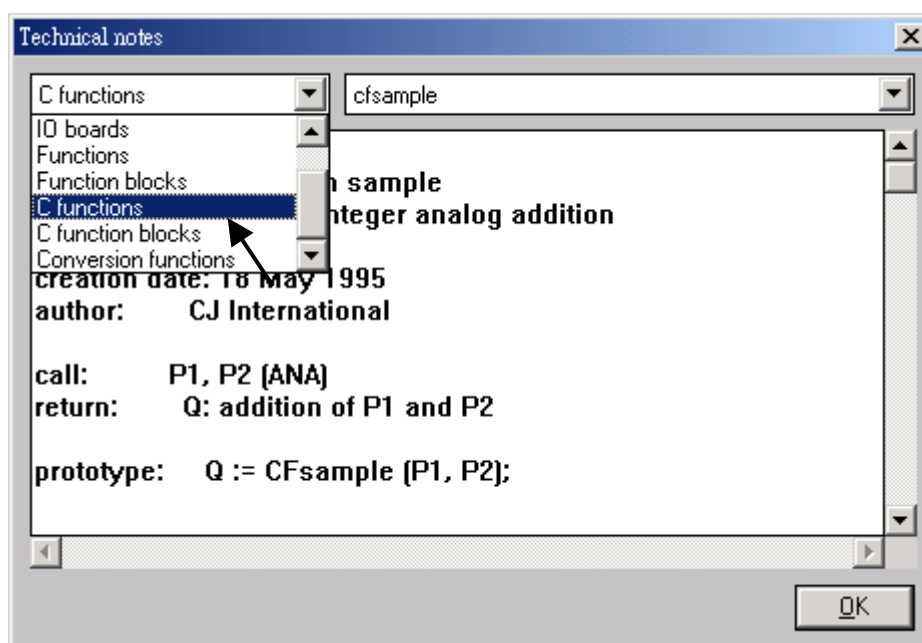 Technical notes
C functions
cfsample
IO boards
Functions
Function blocks
C functions
C function blocks
Conversion functions
sample
nteger analog addition
creation date: 18 May 1995
author: CJ International
call: P1, P2 (ANA)
return: Q: addition of P1 and P2
prototype: Q := CFsample (P1, P2);
OK